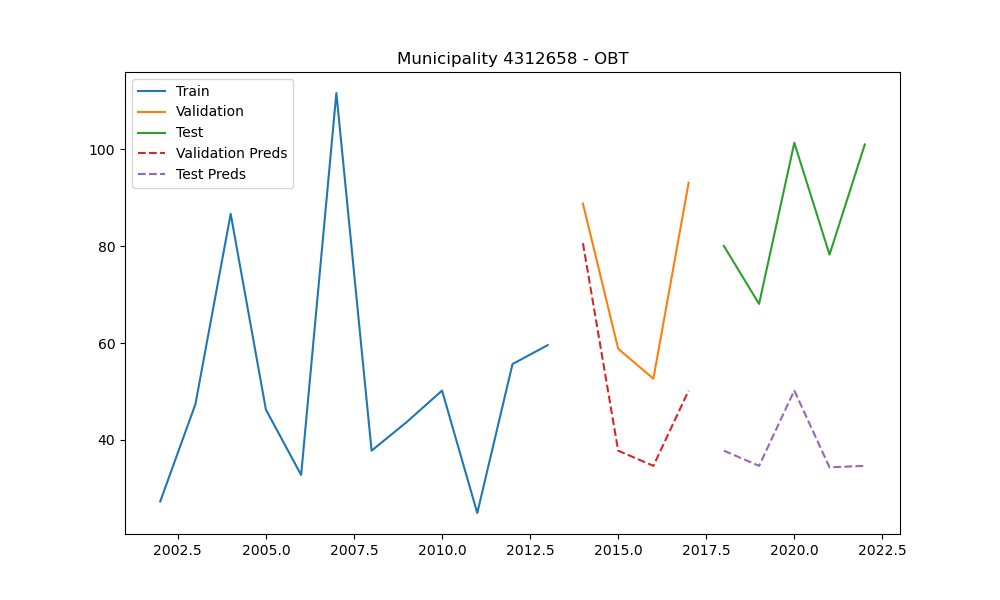 Municipality 4312658 - OBT
Train
Validation
Test
Validation Preds
Test Preds
100
80
60
40
2002.5 2005.0 2007.5 2010.0 2012.5 2015.0 2017.5 2020.0 2022.5